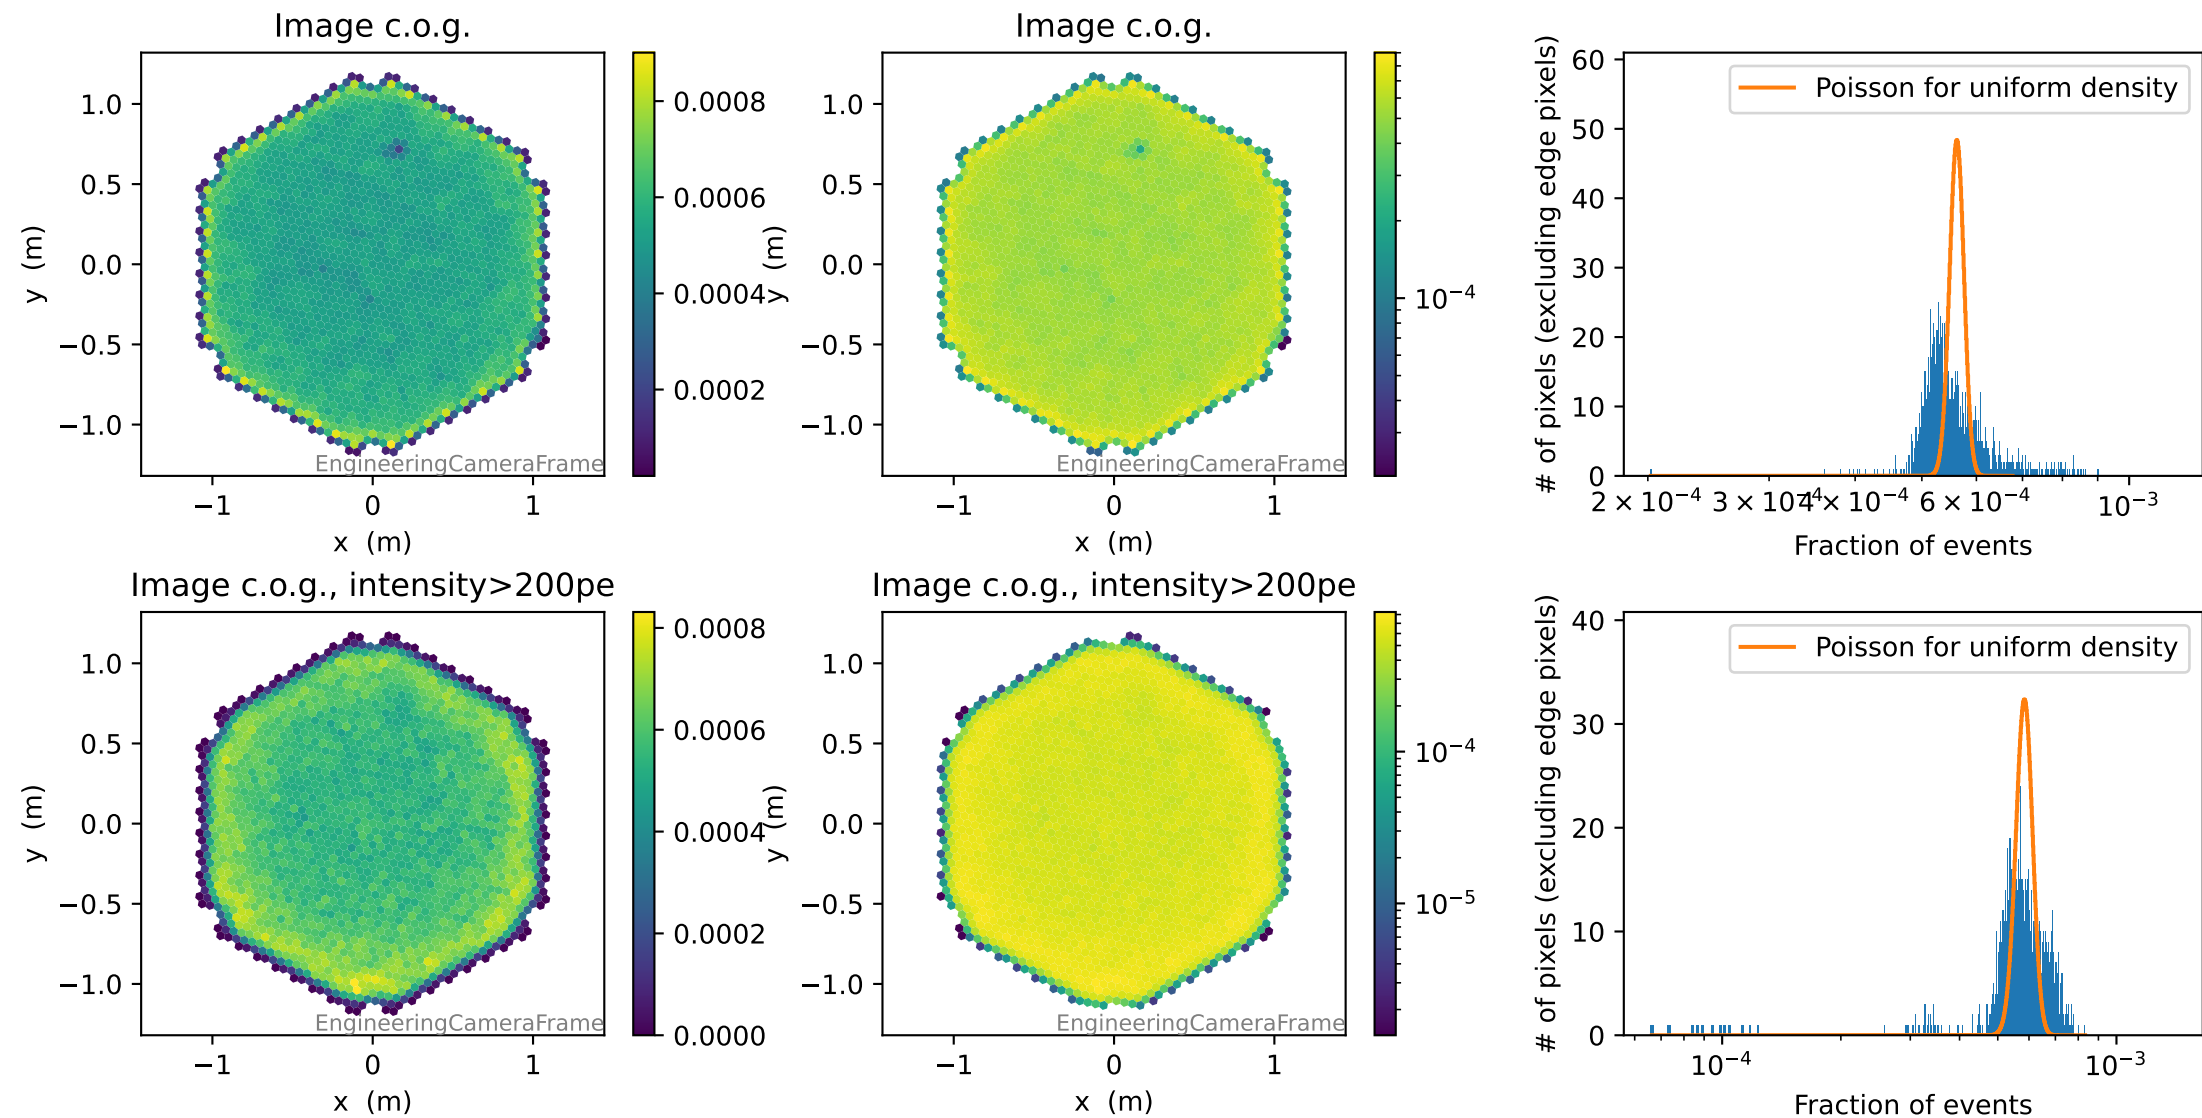 Image c.o.g.
1.0
0.5
0.0
−0.5
−1.0
y (m)
−1 0 1
x (m)
EngineeringCameraFrame
0.0008
0.0006
0.0004
0.0002
Image c.o.g.
1.0
0.5
0.0
−0.5
−1.0
y (m)
−1 0 1
x (m)
EngineeringCameraFrame
10⁻⁴
# of pixels (excluding edge pixels)
60
50
40
30
20
10
0
Poisson for uniform density
2 × 10⁻⁴ 3 × 10⁻⁴ 4 × 10⁻⁴ 6 × 10⁻⁴ 10⁻³
Fraction of events
Image c.o.g., intensity>200pe
1.0
0.5
0.0
−0.5
−1.0
y (m)
−1 0 1
x (m)
EngineeringCameraFrame
0.0008
0.0006
0.0004
0.0002
0.0000
Image c.o.g., intensity>200pe
1.0
0.5
0.0
−0.5
−1.0
y (m)
−1 0 1
x (m)
EngineeringCameraFrame
10⁻⁴
10⁻⁵
# of pixels (excluding edge pixels)
40
30
20
10
0
Poisson for uniform density
10⁻⁴ 10⁻³
Fraction of events